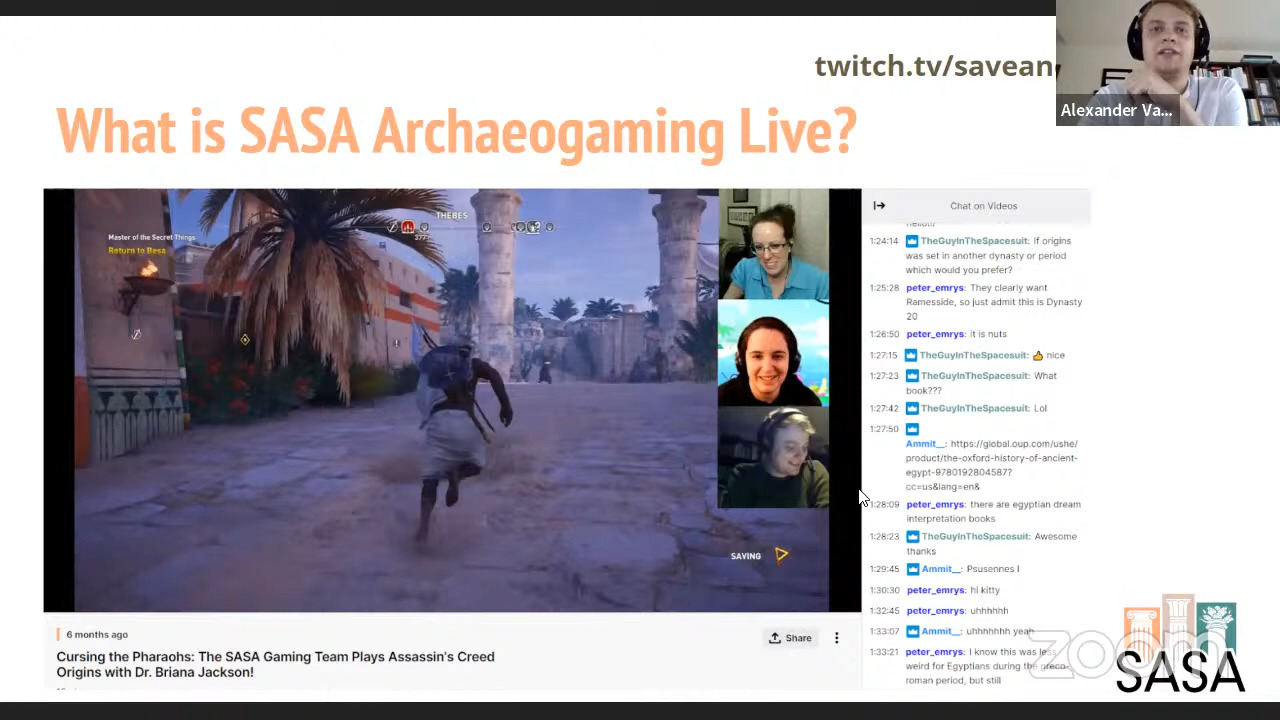 twitch.tv/savean
Alexander Va...
What is SASA Archaeogaming Live?
THEBES
Master of the Secret Things
Return to Besa
377
SAVING
Chat on Videos
1:24:14 TheGuyInTheSpacesuit: If origins
was set in another dynasty or period
which would you prefer?
1:25:28 peter_emrys: They clearly want
Ramesside, so just admit this is Dynasty
20
1:26:50 peter_emrys: it is nuts
1:27:15 TheGuyInTheSpacesuit: 👍 nice
1:27:23 TheGuyInTheSpacesuit: What
book???
1:27:42 TheGuyInTheSpacesuit: Lol
1:27:50
Ammit__: https://global.oup.com/ushe/
product/the-oxford-history-of-ancient-
egypt-9780192804587?
cc=us&lang=en&
1:28:09 peter_emrys: there are egyptian dream
interpretation books
1:28:23 TheGuyInTheSpacesuit: Awesome
thanks
1:29:45 Ammit__: Psusennes I
1:30:30 peter_emrys: hi kitty
1:32:45 peter_emrys: uhhhhhh
1:33:07 Ammit__: uhhhhhhh yeah
1:33:21 peter_emrys: I know this was less
weird for Egyptians during the greco-
roman period, but still
6 months ago
Share
Cursing the Pharaohs: The SASA Gaming Team Plays Assassin's Creed
Origins with Dr. Briana Jackson!
zoom
SASA